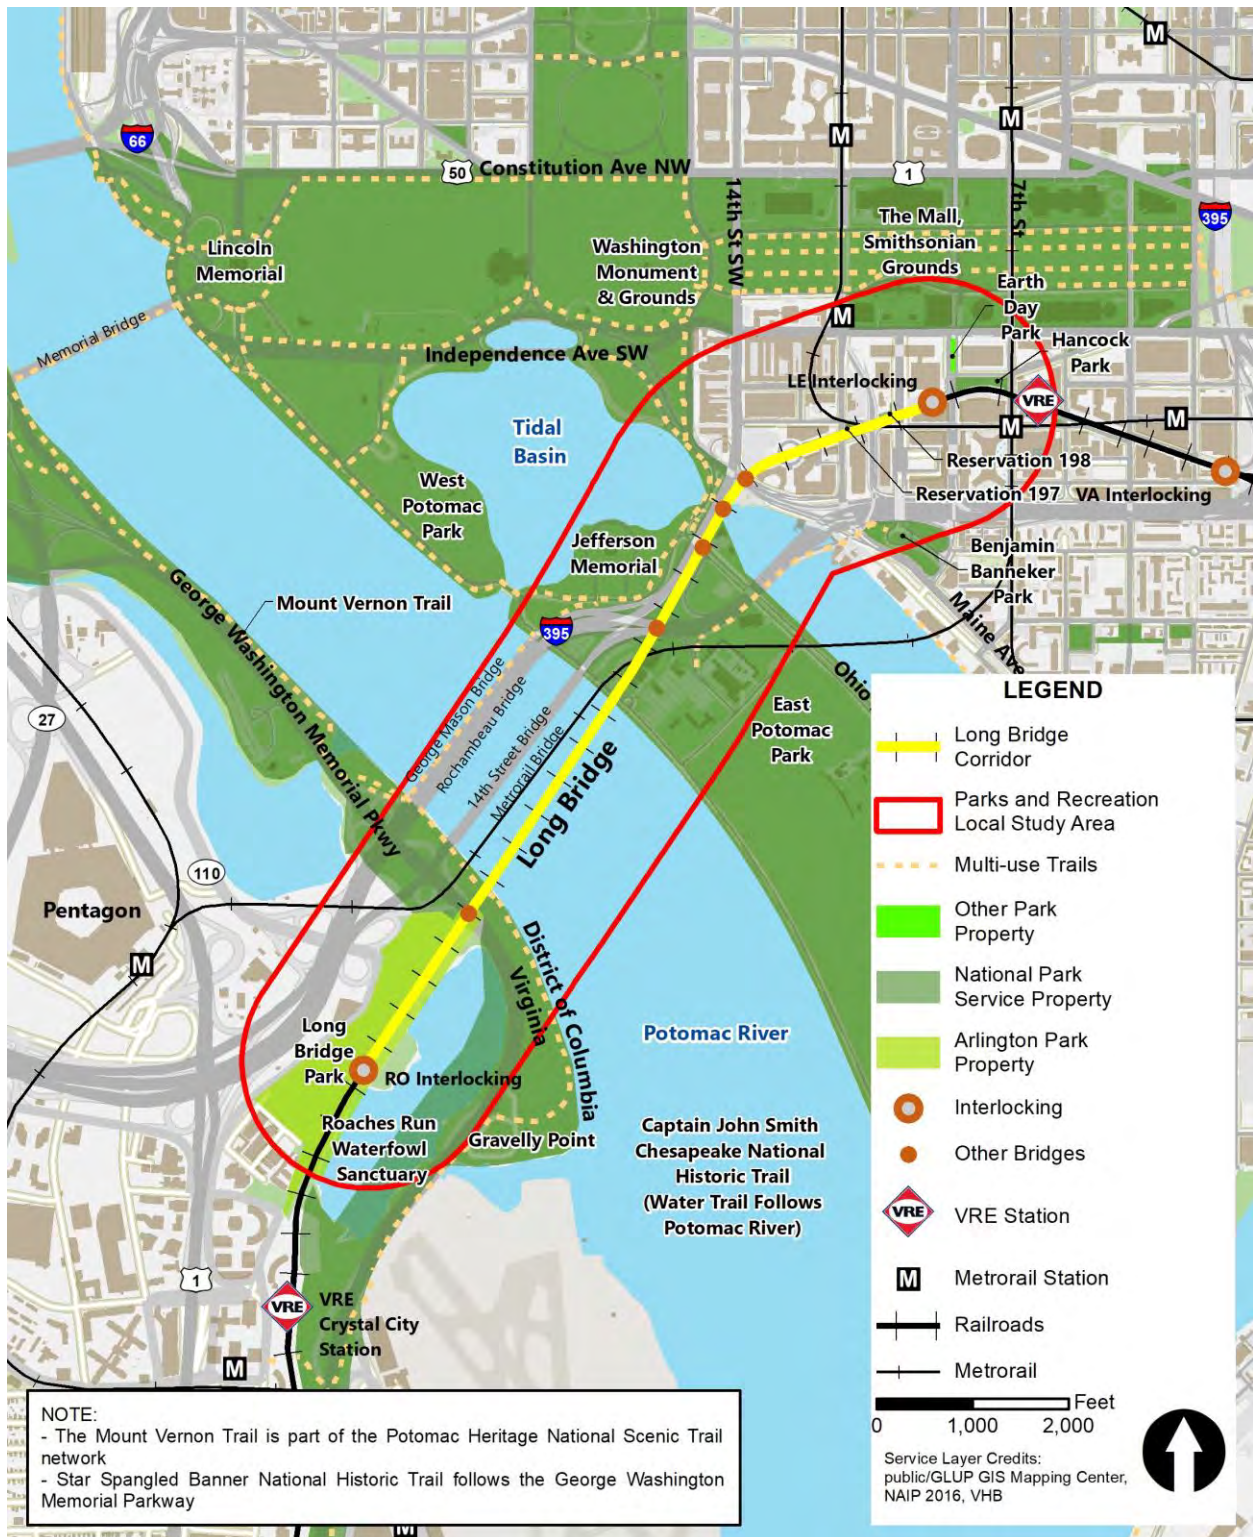 M
66
50
Constitution Ave NW
14th St SW
M
M
1
7th St
395
The Mall,
Smithsonian
Grounds
Lincoln
Memorial
Washington
Monument
& Grounds
Earth
Day
Park
M
Memorial Bridge
Independence Ave SW
Hancock
Park
LE Interlocking
VRE
M
M
Tidal
Basin
Reservation 198
Reservation 197
VA Interlocking
West
Potomac
Park
Jefferson
Memorial
Benjamin
Banneker
Park
Maine Ave
George Washington Memorial Pkwy
Mount Vernon Trail
395
Ohio
27
George Mason Bridge
Rochambeau Bridge
14th Street Bridge
Metrorail Bridge
Long Bridge
East
Potomac
Park
110
Pentagon
M
District of Columbia
Virginia
Long
Bridge
Park
RO Interlocking
Potomac River
Roaches Run
Waterfowl
Sanctuary
Gravelly Point
Captain John Smith
Chesapeake National
Historic Trail
(Water Trail Follows
Potomac River)
1
VRE
VRE
Crystal City
Station
M
LEGEND
Long Bridge
Corridor
Parks and Recreation
Local Study Area
Multi-use Trails
Other Park
Property
National Park
Service Property
Arlington Park
Property
Interlocking
Other Bridges
VRE
VRE Station
M
Metrorail Station
Railroads
Metrorail
Feet
0 1,000 2,000
Service Layer Credits:
public/GLUP GIS Mapping Center,
NAIP 2016, VHB
NOTE:
- The Mount Vernon Trail is part of the Potomac Heritage National Scenic Trail
network
- Star Spangled Banner National Historic Trail follows the George Washington
Memorial Parkway
M